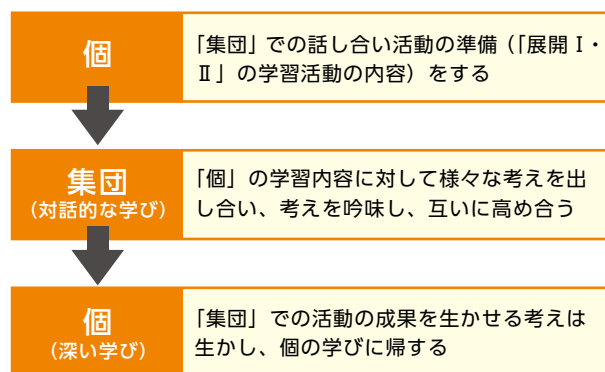 個
「集団」での話し合い活動の準備（「展開Ⅰ・
Ⅱ」の学習活動の内容）をする
集団
（対話的な学び）
「個」の学習内容に対して様々な考えを出
し合い、考えを吟味し、互いに高め合う
個
（深い学び）
「集団」での活動の成果を生かせる考えは
生かし、個の学びに帰する